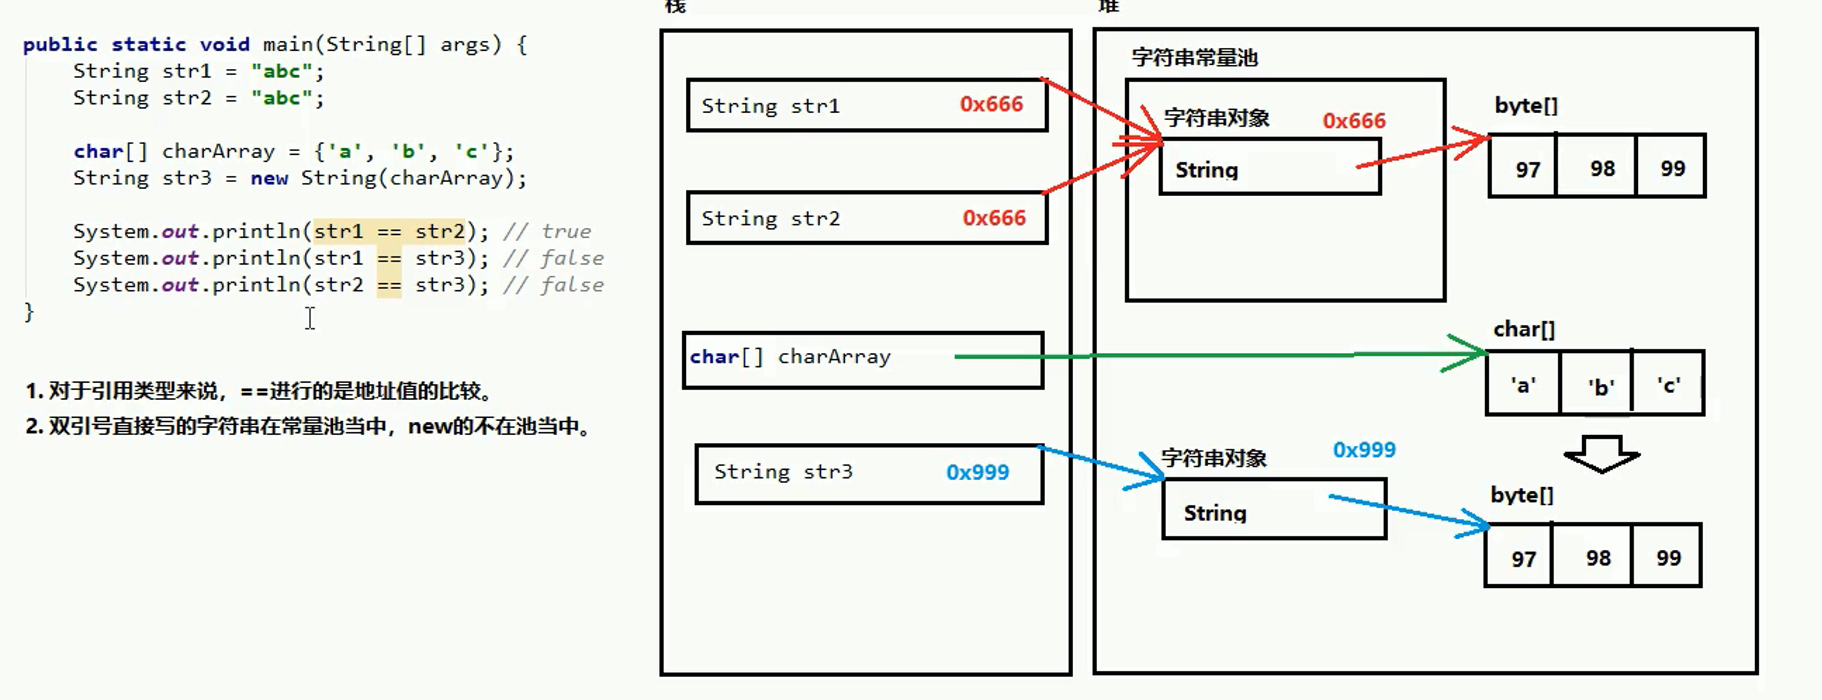 public static void main(String[] args) {
String str1 = "abc";
String str2 = "abc";
char[] charArray = {'a', 'b', 'c'};
String str3 = new String(charArray);
System.out.println(str1 == str2); // true
System.out.println(str1 == str3); // false
System.out.println(str2 == str3); // false
}
1. 对于引用类型来说，==进行的是地址值的比较。
2. 双引号直接写的字符串在常量池当中，new的不在池当中。
栈
String str1 0x666
String str2 0x666
char[] charArray
String str3 0x999
堆
字符串常量池
字符串对象 0x666
String
byte[]
97 98 99
char[]
'a' 'b' 'c'
字符串对象 0x999
String
byte[]
97 98 99